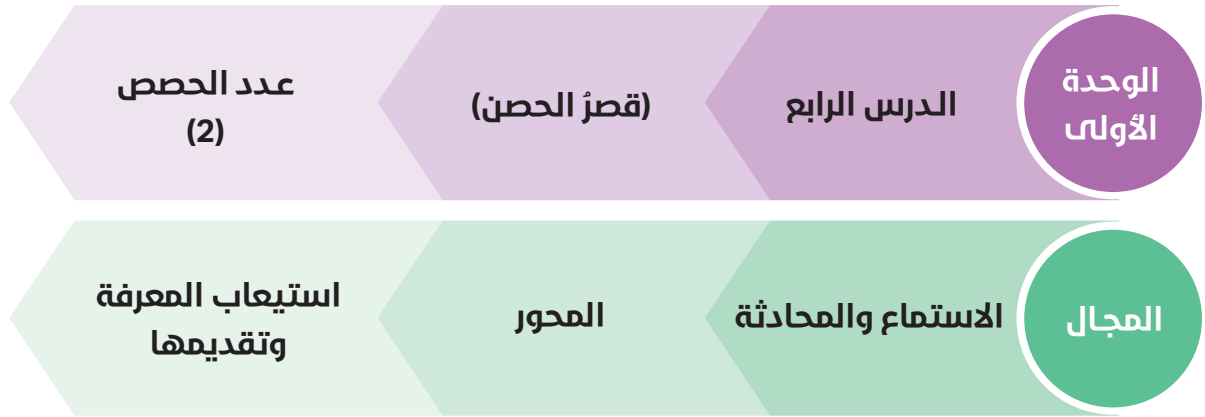 الوحدة
الأولى
الدرس الرابع
(قصرُ الحصن)
عدد الحصص
(2)
المجال
الاستماع والمحادثة
المحور
استيعاب المعرفة
وتقديمها